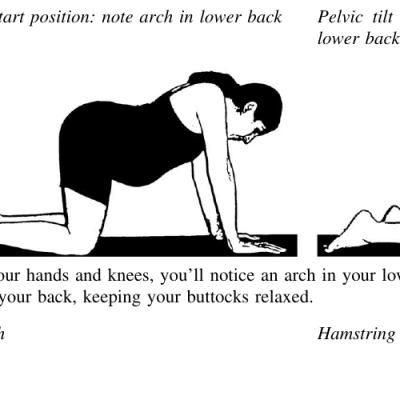 tart position: note arch in lower back
Pelvic tilt
lower back
our hands and knees, you'll notice an arch in your lo
your back, keeping your buttocks relaxed.
Hamstring